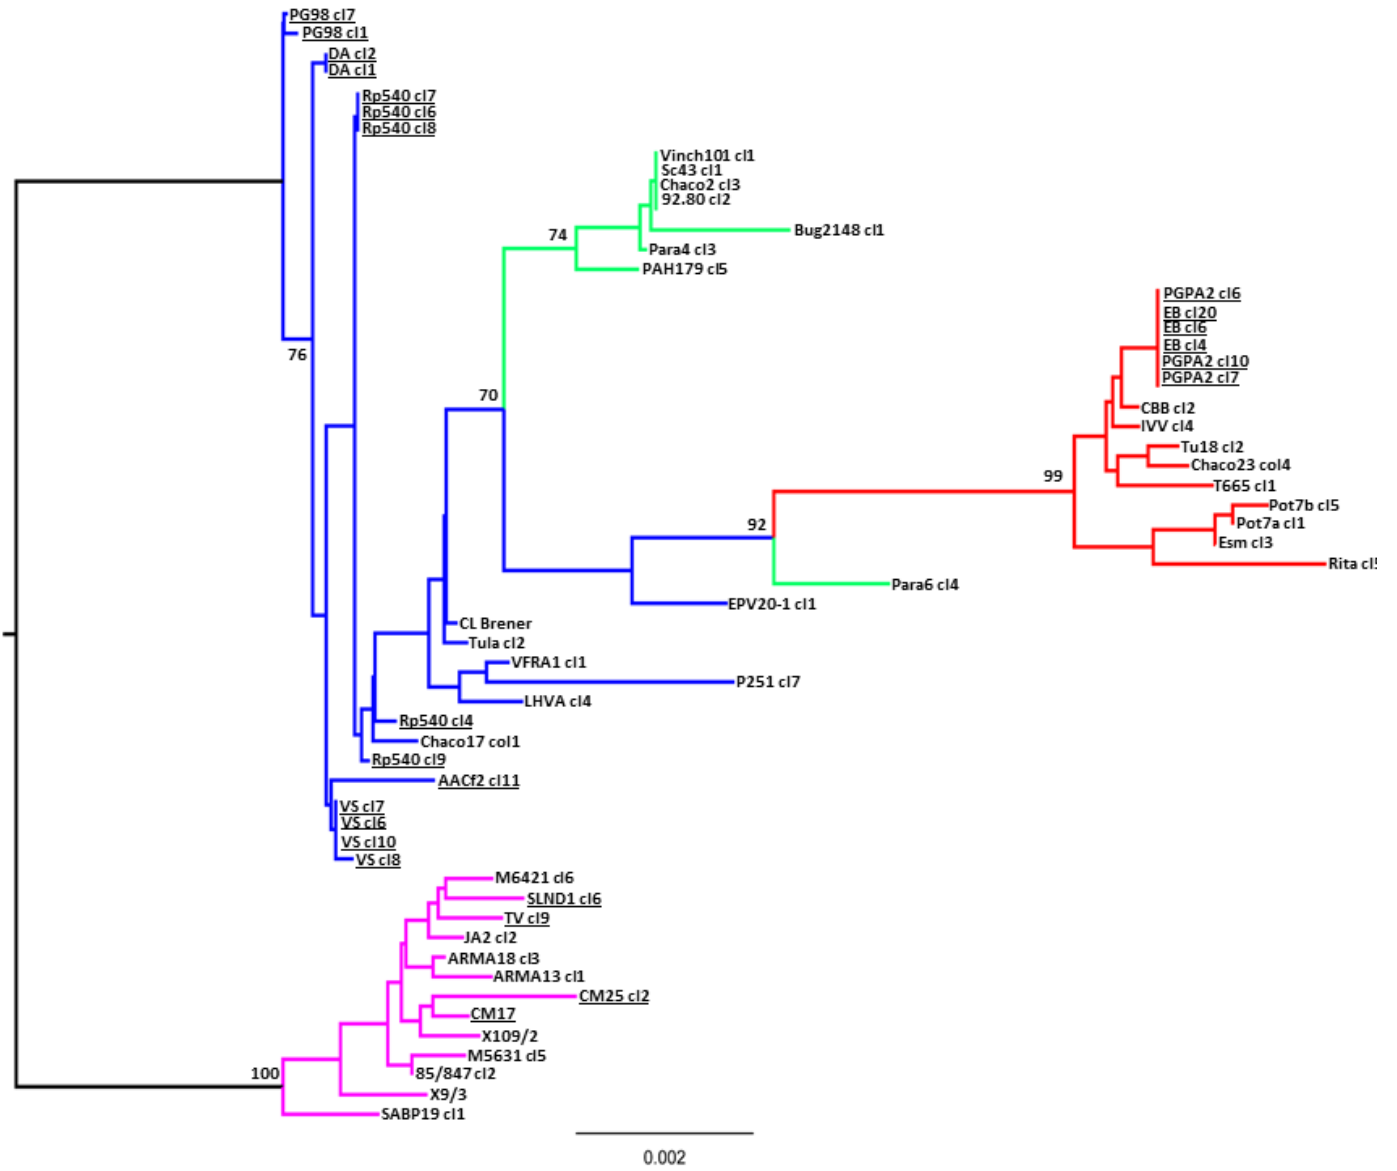 PG98 cl7
PG98 cl1
DA cl2
DA cl1
Rp540 cl7
Rp540 cl6
Rp540 cl8
Vinch101 cl1
Sc43 cl1
Chaco2 cl3
92.80 cl2
Bug2148 cl1
74
Para4 cl3
PAH179 cl5
PGPA2 cl6
EB cl20
EB cl6
EB cl4
PGPA2 cl10
PGPA2 cl7
76
70
CBB cl2
IVV cl4
Tu18 cl2
Chaco23 col4
99
T665 cl1
Pot7b cl5
Pot7a cl1
92
Esm cl3
Rita cl5
Para6 cl4
EPV20-1 cl1
CL Brener
Tula cl2
VFRA1 cl1
P251 cl7
LHVA cl4
Rp540 cl4
Chaco17 col1
Rp540 cl9
AACf2 cl11
VS cl7
VS cl6
VS cl10
VS cl8
M6421 cl6
SLND1 cl6
TV cl9
JA2 cl2
ARMA18 cl3
ARMA13 cl1
CM25 cl2
CM17
X109/2
M5631 cl5
100
85/847 cl2
X9/3
SABP19 cl1
0.002